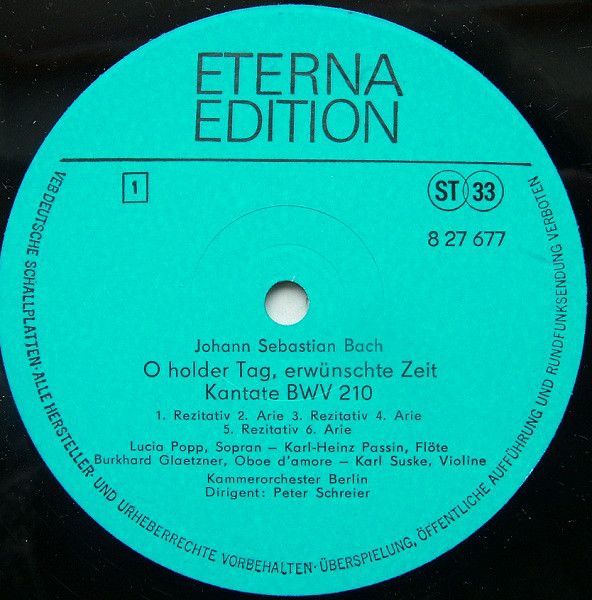 ETERNA
EDITION
1
ST 33
8 27 677
Johann Sebastian Bach
O holder Tag, erwünschte Zeit
Kantate BWV 210
1. Rezitativ 2. Arie 3. Rezitativ 4. Arie
5. Rezitativ 6. Arie
Lucia Popp, Sopran – Karl-Heinz Passin, Flöte
Burkhard Glaetzner, Oboe d'amore – Karl Suske, Violine
Kammerorchester Berlin
Dirigent: Peter Schreier
VEB DEUTSCHE SCHALLPLATTEN · ALLE HERSTELLER- UND URHEBERRECHTE VORBEHALTEN · ÜBERSPIELUNG, ÖFFENTLICHE AUFFÜHRUNG UND RUNDFUNKSENDUNG VERBOTEN